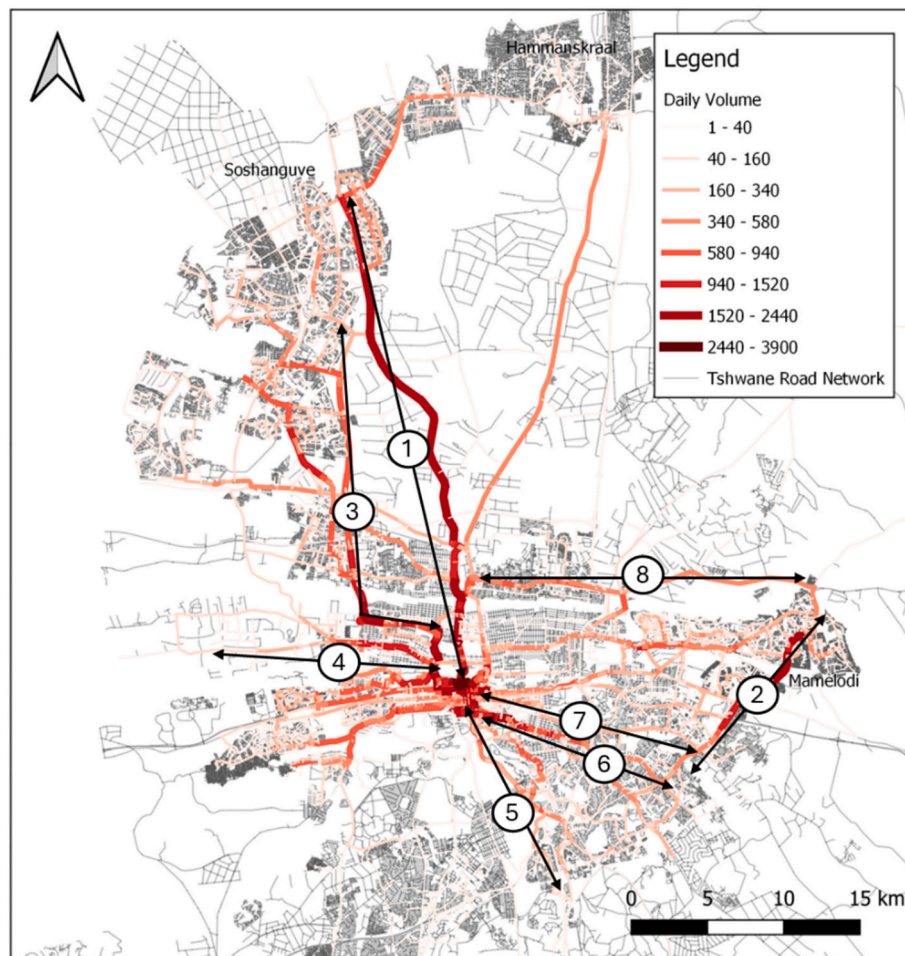 Hammanskraal
Soshanguve
Legend
Daily Volume
1 - 40
40 - 160
160 - 340
340 - 580
580 - 940
940 - 1520
1520 - 2440
2440 - 3900
Tshwane Road Network
1
3
8
4
2
Mamelodi
7
6
5
0 5 10 15 km